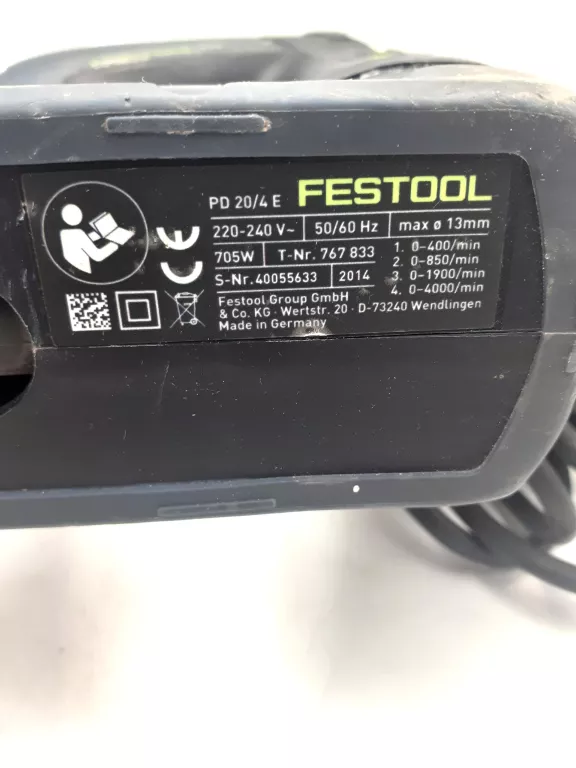 PD 20/4 E FESTOOL
220-240 V~ 50/60 Hz max ø 13mm
705W T-Nr. 767 833
S-Nr. 40055633 2014
1. 0-400/min
2. 0-850/min
3. 0-1900/min
4. 0-4000/min
CE
Festool Group GmbH
& Co. KG · Wertstr. 20 · D-73240 Wendlingen
Made in Germany